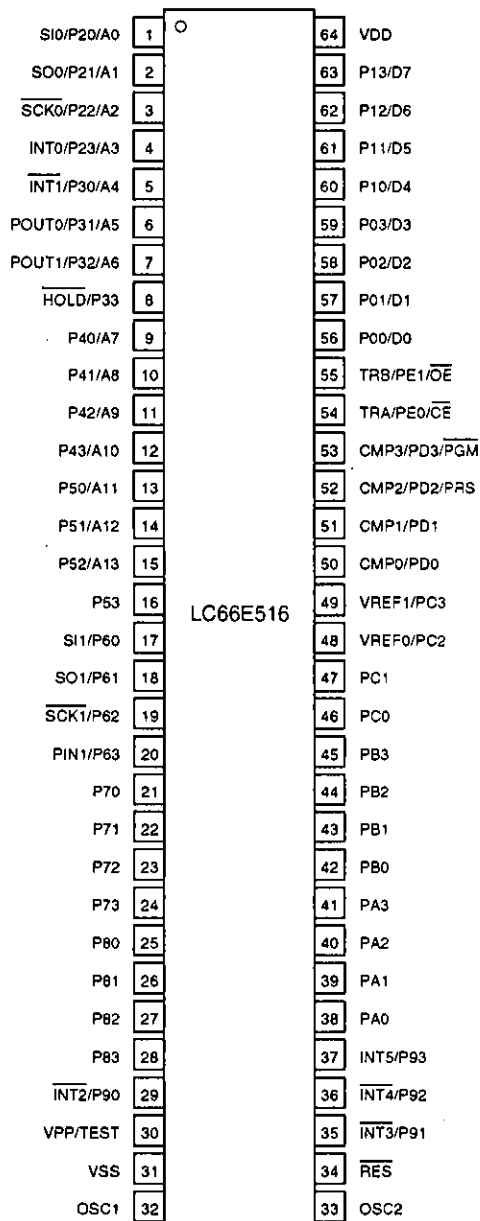 SI0/P20/A0 1 64 VDD
SO0/P21/A1 2 63 P13/D7
SCK0/P22/A2 3 62 P12/D6
INT0/P23/A3 4 61 P11/D5
INT1/P30/A4 5 60 P10/D4
POUT0/P31/A5 6 59 P03/D3
POUT1/P32/A6 7 58 P02/D2
HOLD/P33 8 57 P01/D1
P40/A7 9 56 P00/D0
P41/A8 10 55 TRB/PE1/OE
P42/A9 11 54 TRA/PE0/CE
P43/A10 12 53 CMP3/PD3/PGM
P50/A11 13 52 CMP2/PD2/PRS
P51/A12 14 51 CMP1/PD1
P52/A13 15 50 CMP0/PD0
P53 16 49 VREF1/PC3
LC66E516
SI1/P60 17 48 VREF0/PC2
SO1/P61 18 47 PC1
SCK1/P62 19 46 PC0
PIN1/P63 20 45 PB3
P70 21 44 PB2
P71 22 43 PB1
P72 23 42 PB0
P73 24 41 PA3
P80 25 40 PA2
P81 26 39 PA1
P82 27 38 PA0
P83 28 37 INT5/P93
INT2/P90 29 36 INT4/P92
VPP/TEST 30 35 INT3/P91
VSS 31 34 RES
OSC1 32 33 OSC2